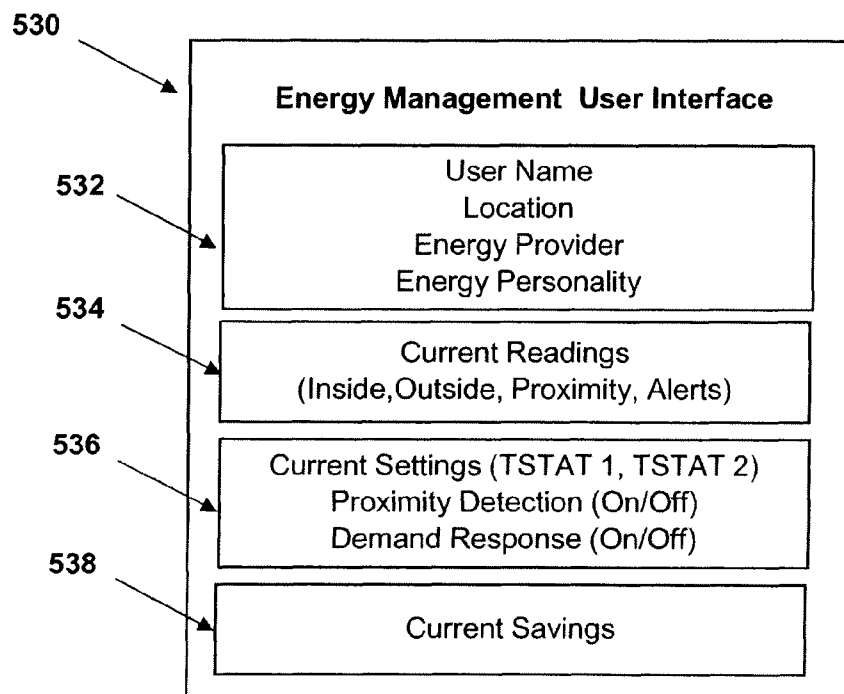 530
Energy Management User Interface
532
User Name
Location
Energy Provider
Energy Personality
534
Current Readings
(Inside,Outside, Proximity, Alerts)
536
Current Settings (TSTAT 1, TSTAT 2)
Proximity Detection (On/Off)
Demand Response (On/Off)
538
Current Savings